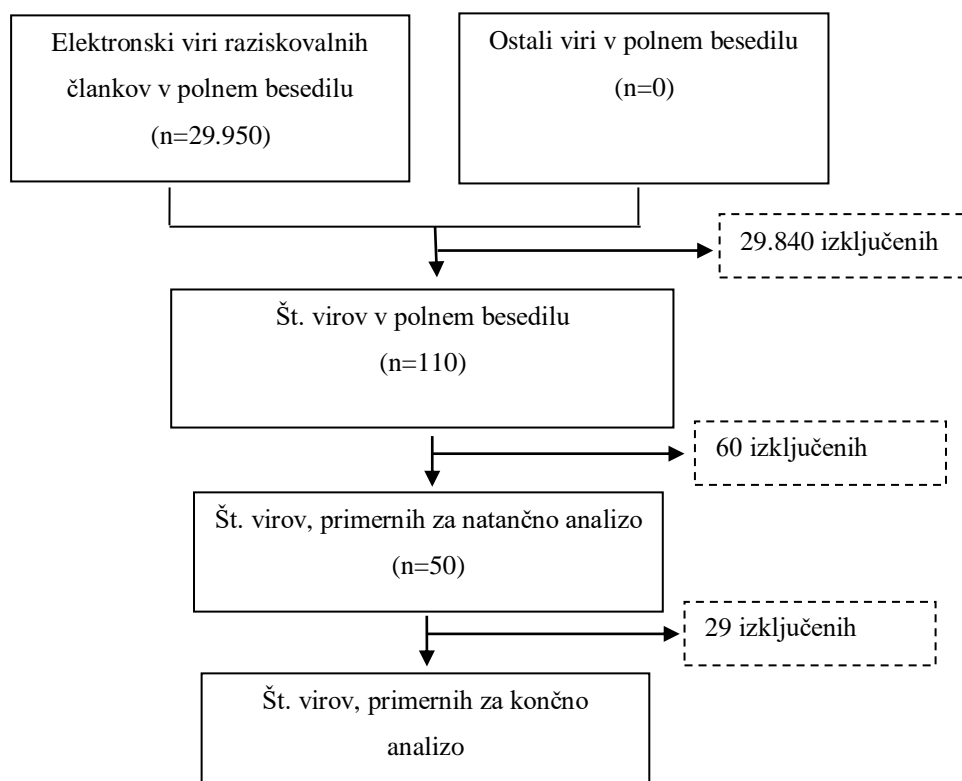 Elektronski viri raziskovalnih
člankov v polnem besedilu
(n=29.950)
Ostali viri v polnem besedilu
(n=0)
29.840 izključenih
Št. virov v polnem besedilu
(n=110)
60 izključenih
Št. virov, primernih za natančno analizo
(n=50)
29 izključenih
Št. virov, primernih za končno
analizo